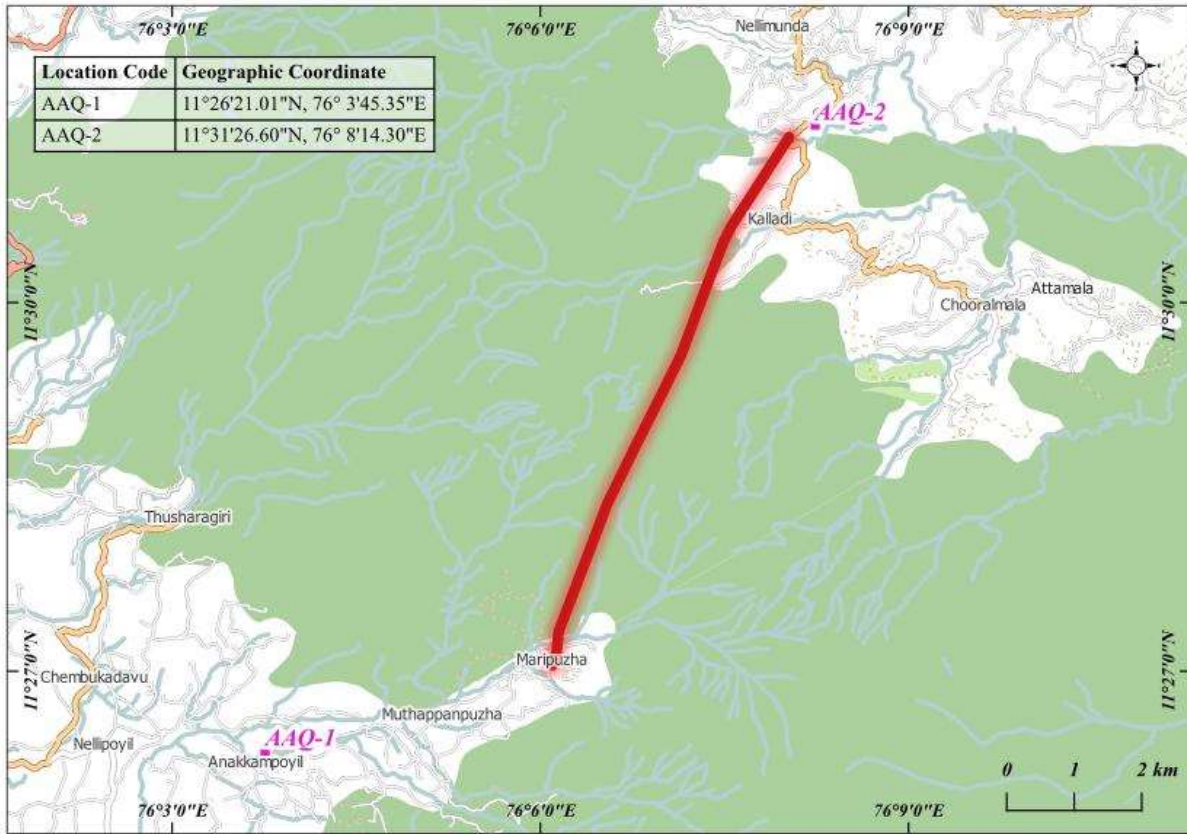 76°3'0"E
76°6'0"E
76°9'0"E
Nellimunda
Location Code Geographic Coordinate
AAQ-1 11°26'21.01"N, 76° 3'45.35"E
AAQ-2 11°31'26.60"N, 76° 8'14.30"E
AAQ-2
Kalladi
11°30'0"N
11°30'0"N
Attamala
Chooralmala
Thusharagiri
Maripuzha
11°27'0"N
11°27'0"N
Chembukadavu
Muthappanpuzha
Nellipoyil
AAQ-1
Anakkampoyil
0 1 2 km
76°3'0"E
76°6'0"E
76°9'0"E